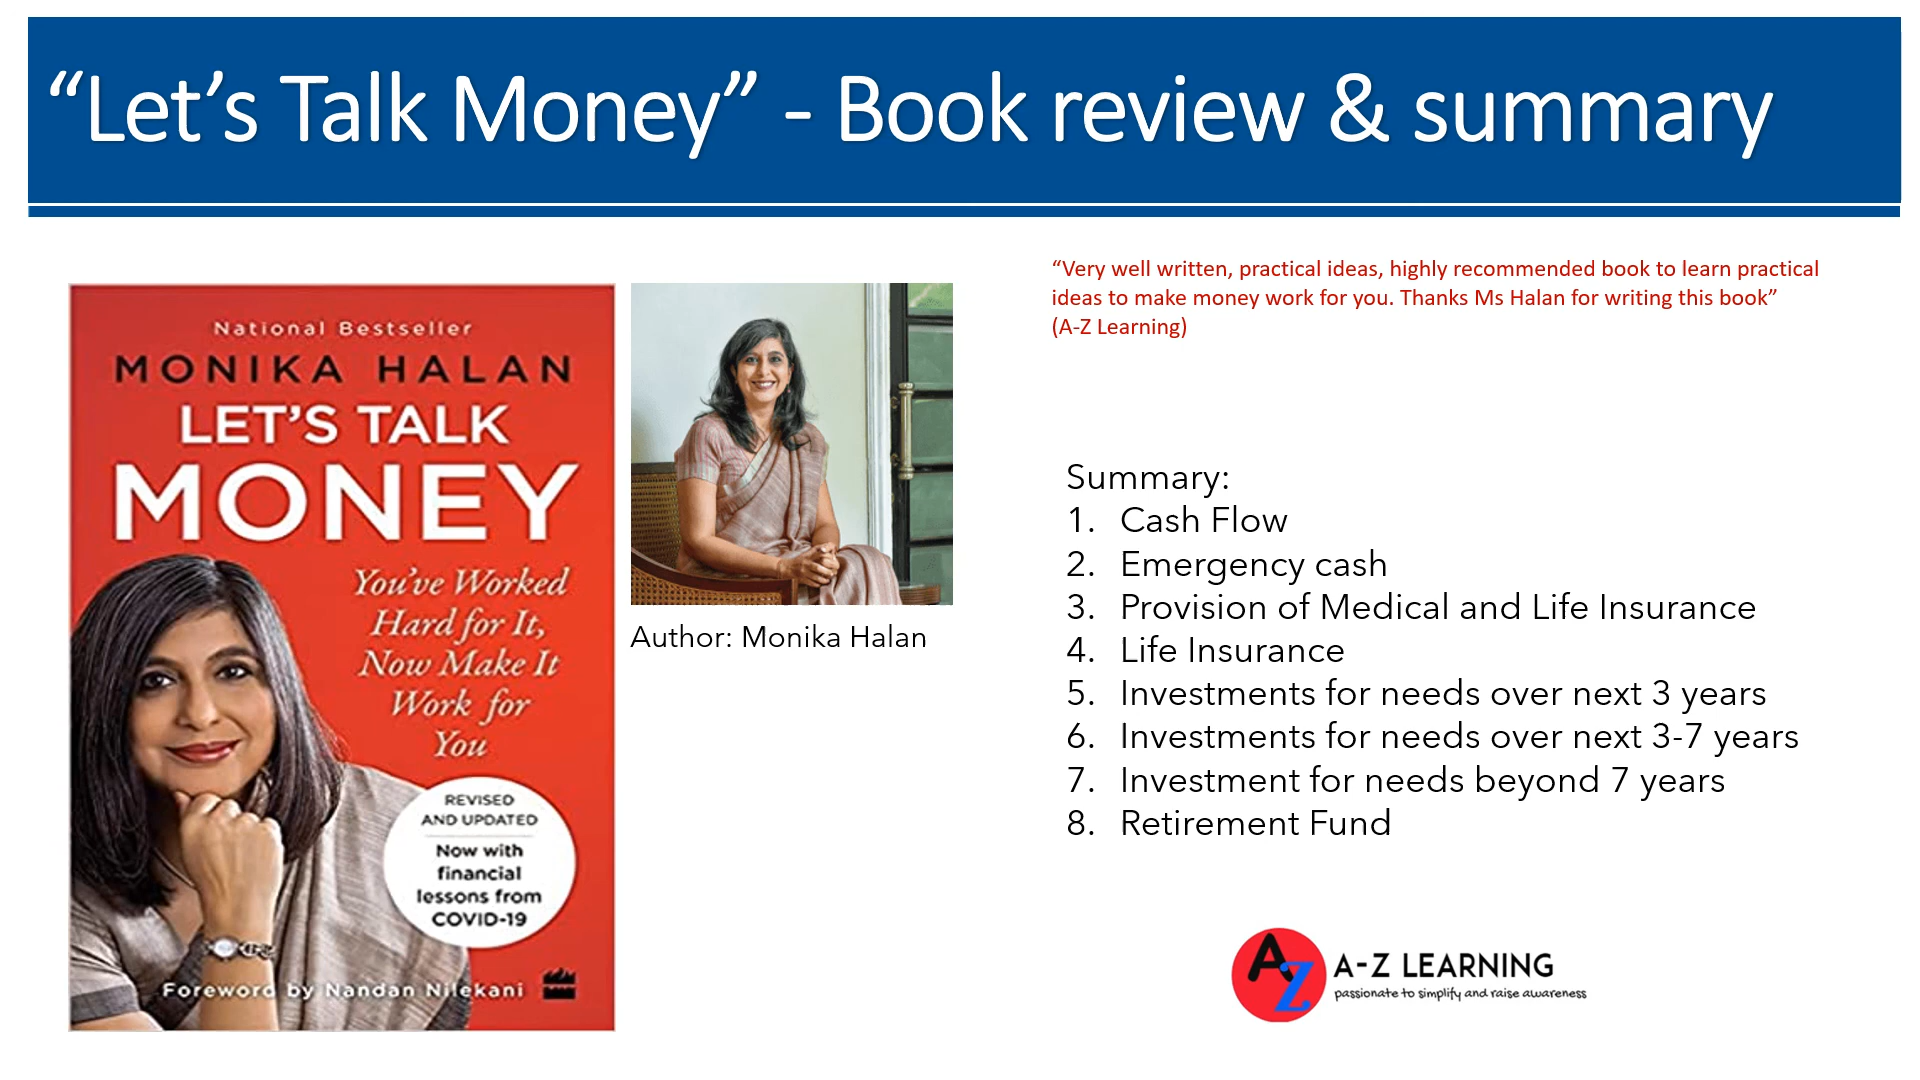 “Let’s Talk Money” - Book review & summary
National Bestseller
MONIKA HALAN
LET’S TALK
MONEY
You’ve Worked
Hard for It,
Now Make It
Work for
You
REVISED
AND UPDATED
Now with
financial
lessons from
COVID-19
Foreword by Nandan Nilekani
Author: Monika Halan
“Very well written, practical ideas, highly recommended book to learn practical
ideas to make money work for you. Thanks Ms Halan for writing this book”
(A-Z Learning)
Summary:
1. Cash Flow
2. Emergency cash
3. Provision of Medical and Life Insurance
4. Life Insurance
5. Investments for needs over next 3 years
6. Investments for needs over next 3-7 years
7. Investment for needs beyond 7 years
8. Retirement Fund
AZ
A-Z LEARNING
passionate to simplify and raise awareness